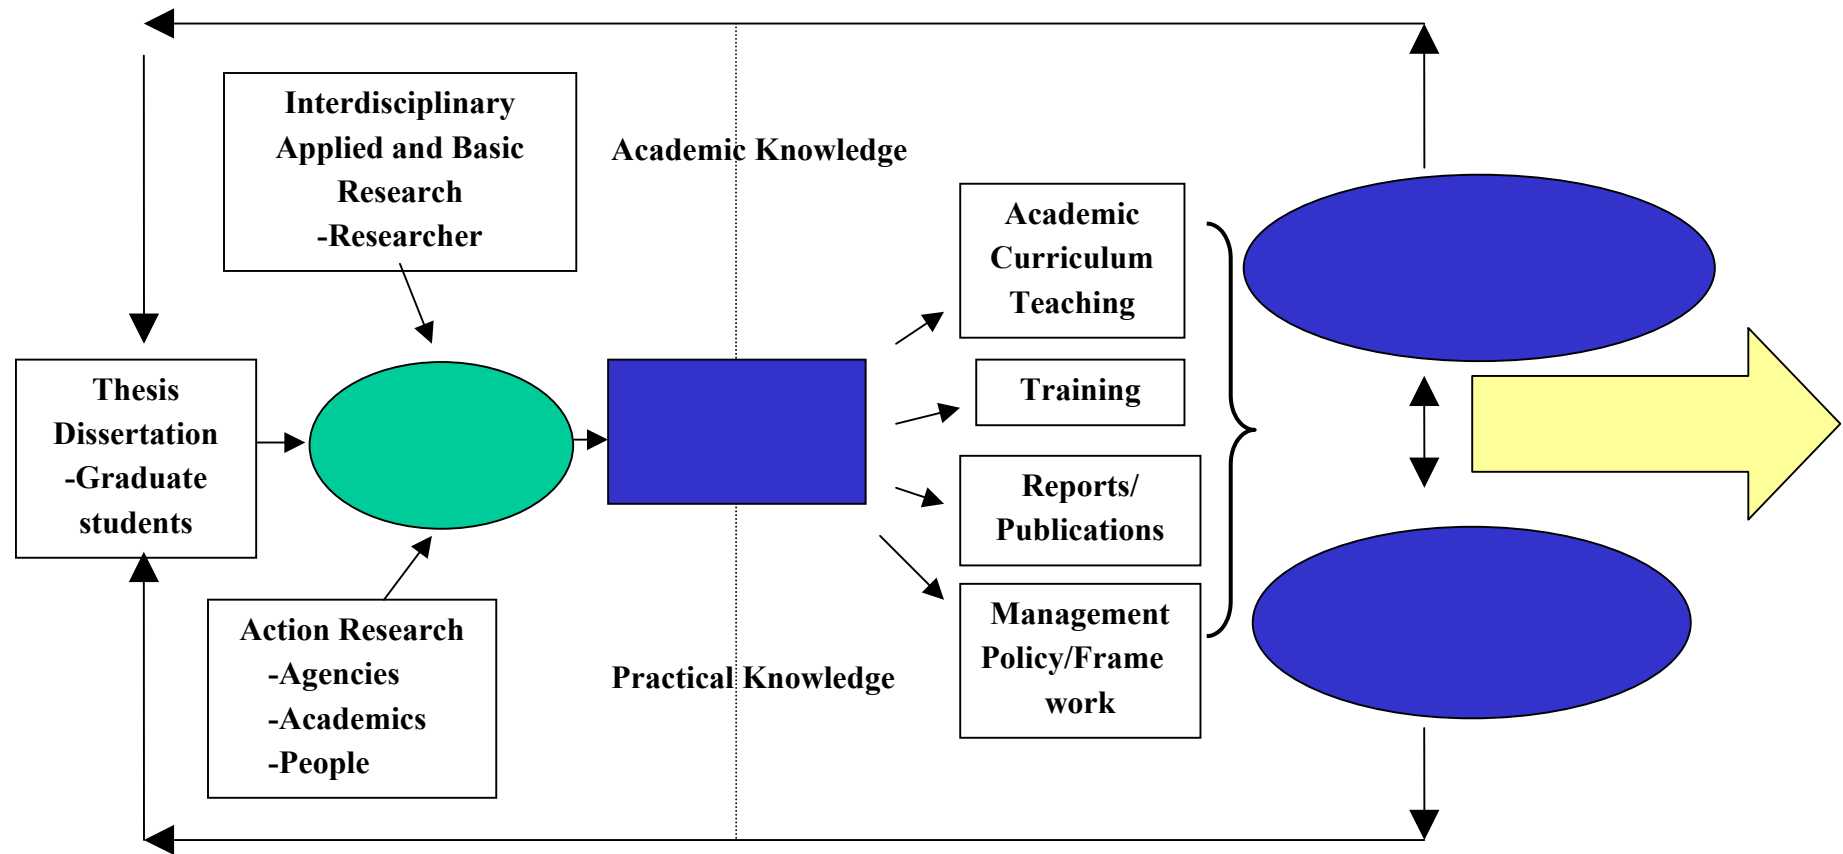 Interdisciplinary
Applied and Basic
Research
-Researcher
Academic Knowledge
Academic
Curriculum
Teaching
Thesis
Dissertation
-Graduate
students
Training
Reports/
Publications
Action Research
-Agencies
-Academics
-People
Practical Knowledge
Management
Policy/Frame
work